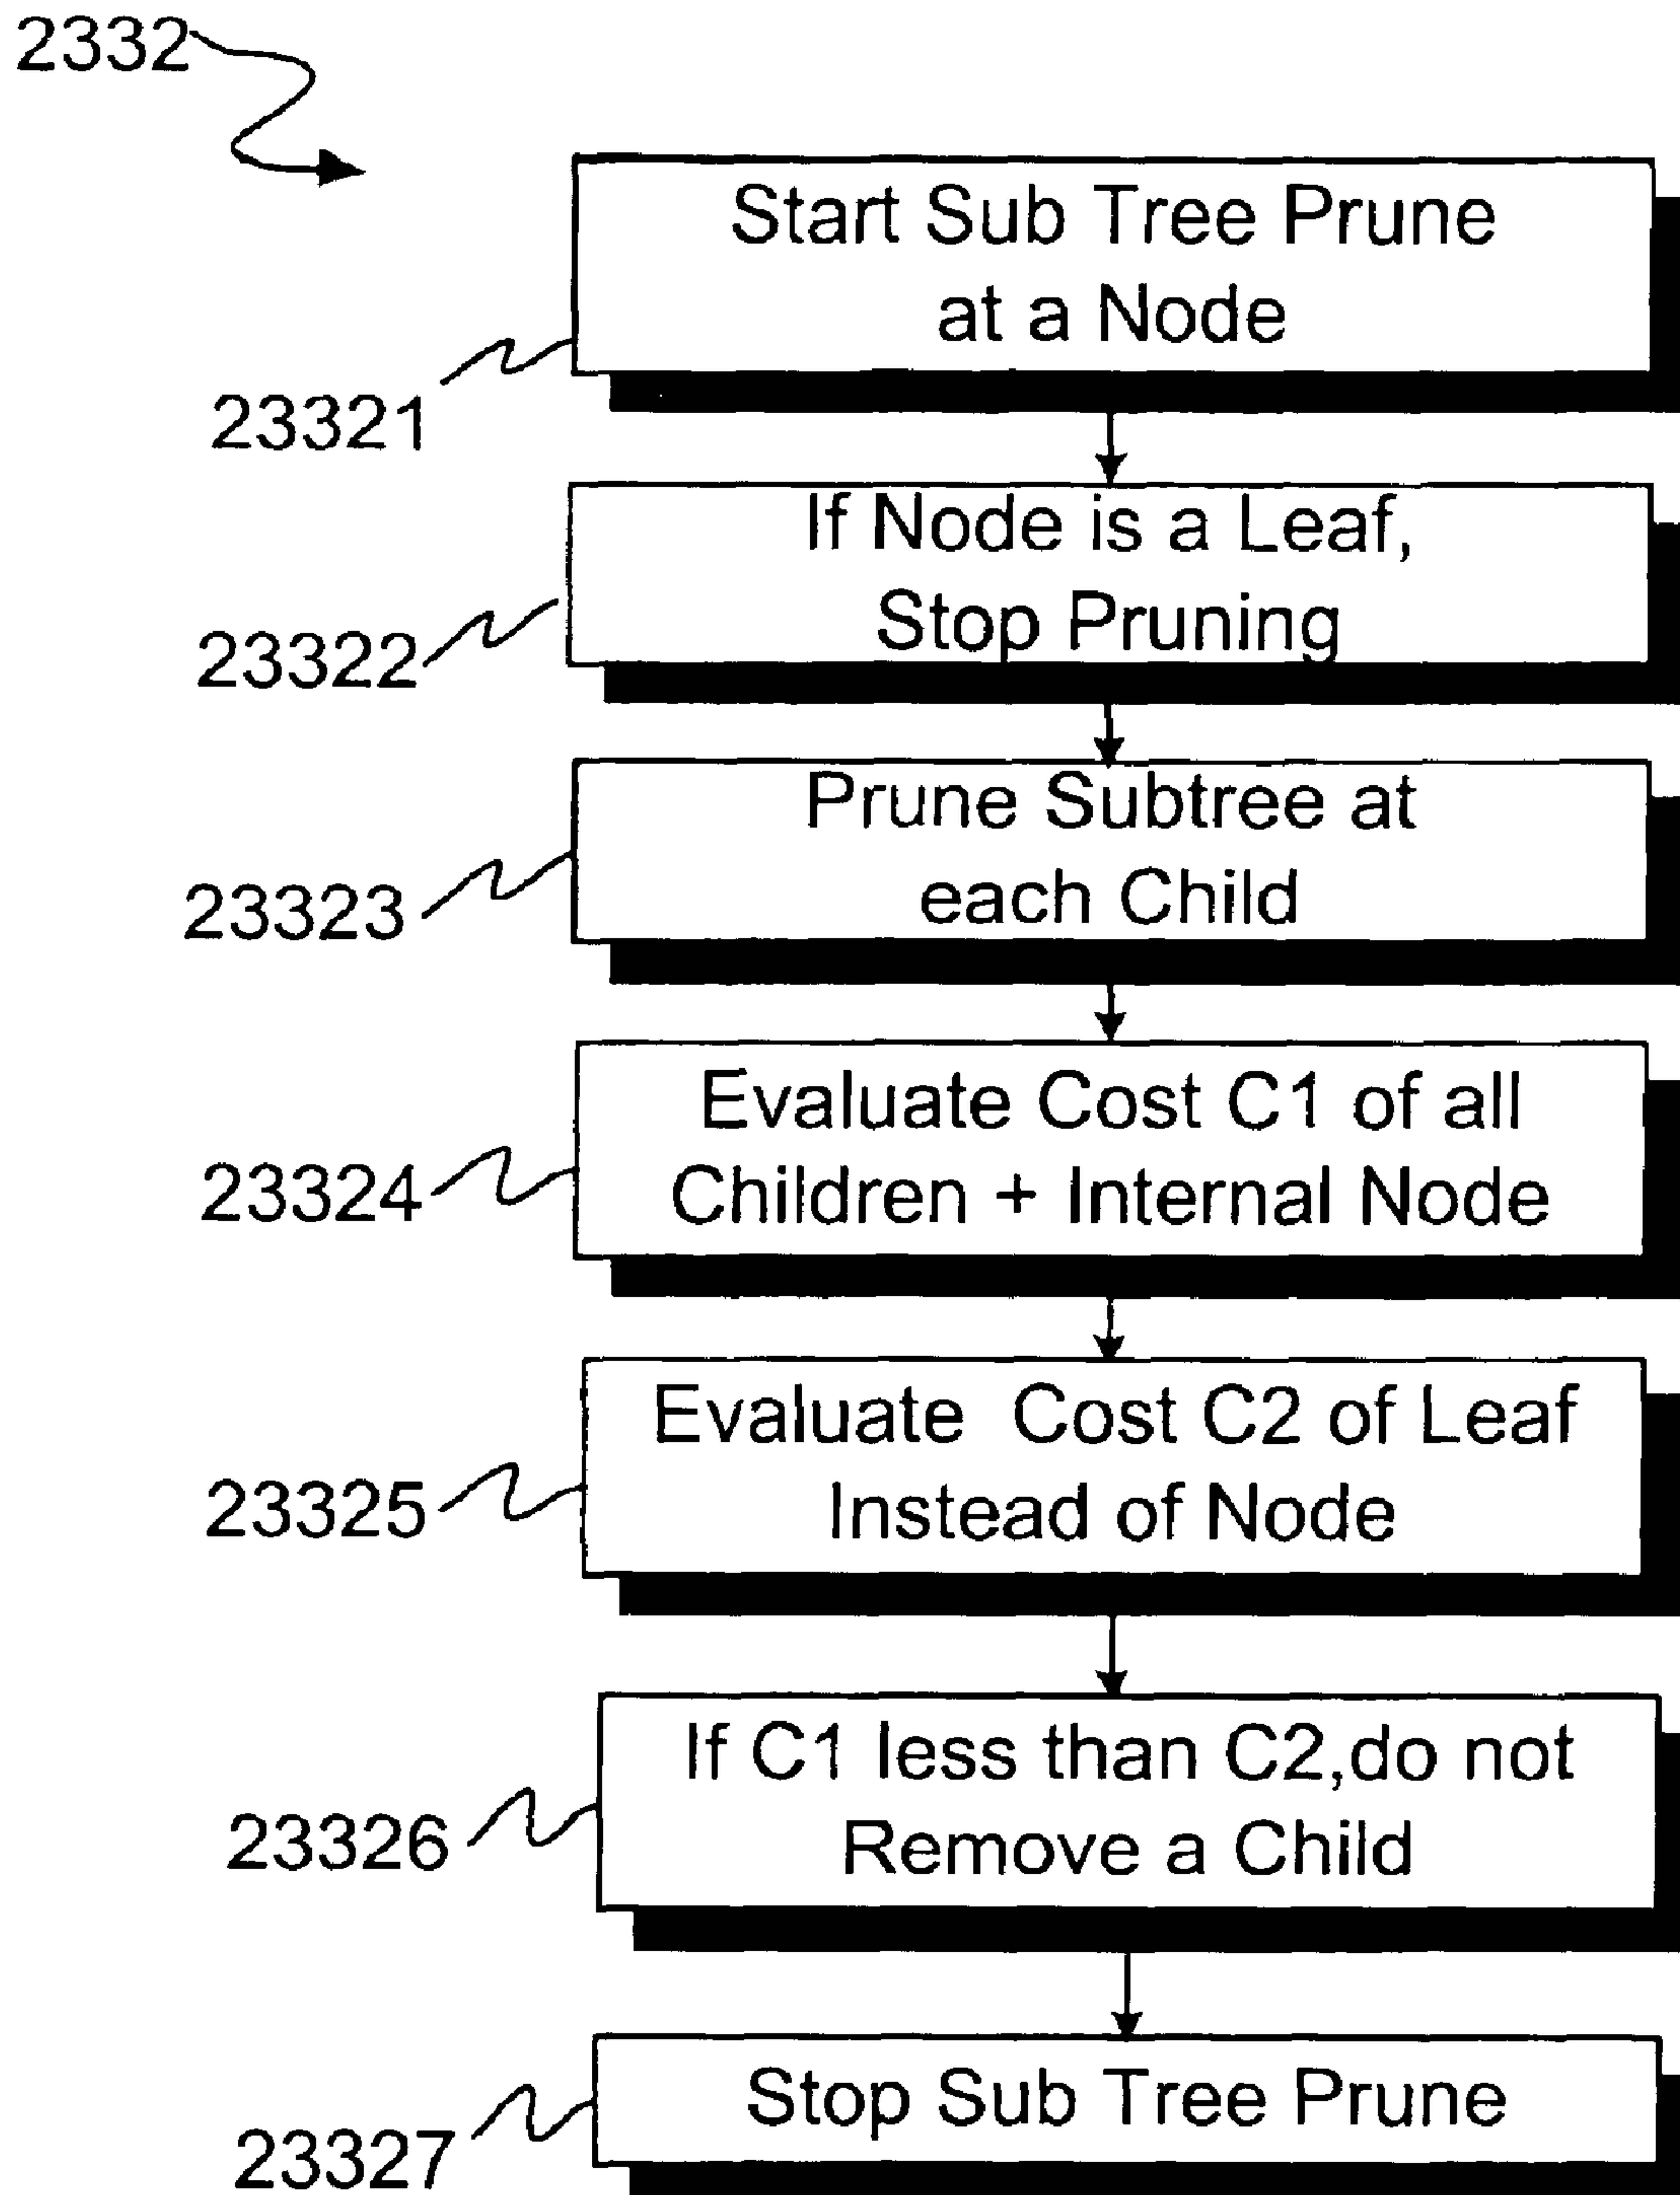 2332
Start Sub Tree Prune
at a Node
23321
If Node is a Leaf,
Stop Pruning
23322
Prune Subtree at
each Child
23323
Evaluate Cost C1 of all
Children + Internal Node
23324
Evaluate Cost C2 of Leaf
Instead of Node
23325
If C1 less than C2,do not
Remove a Child
23326
Stop Sub Tree Prune
23327